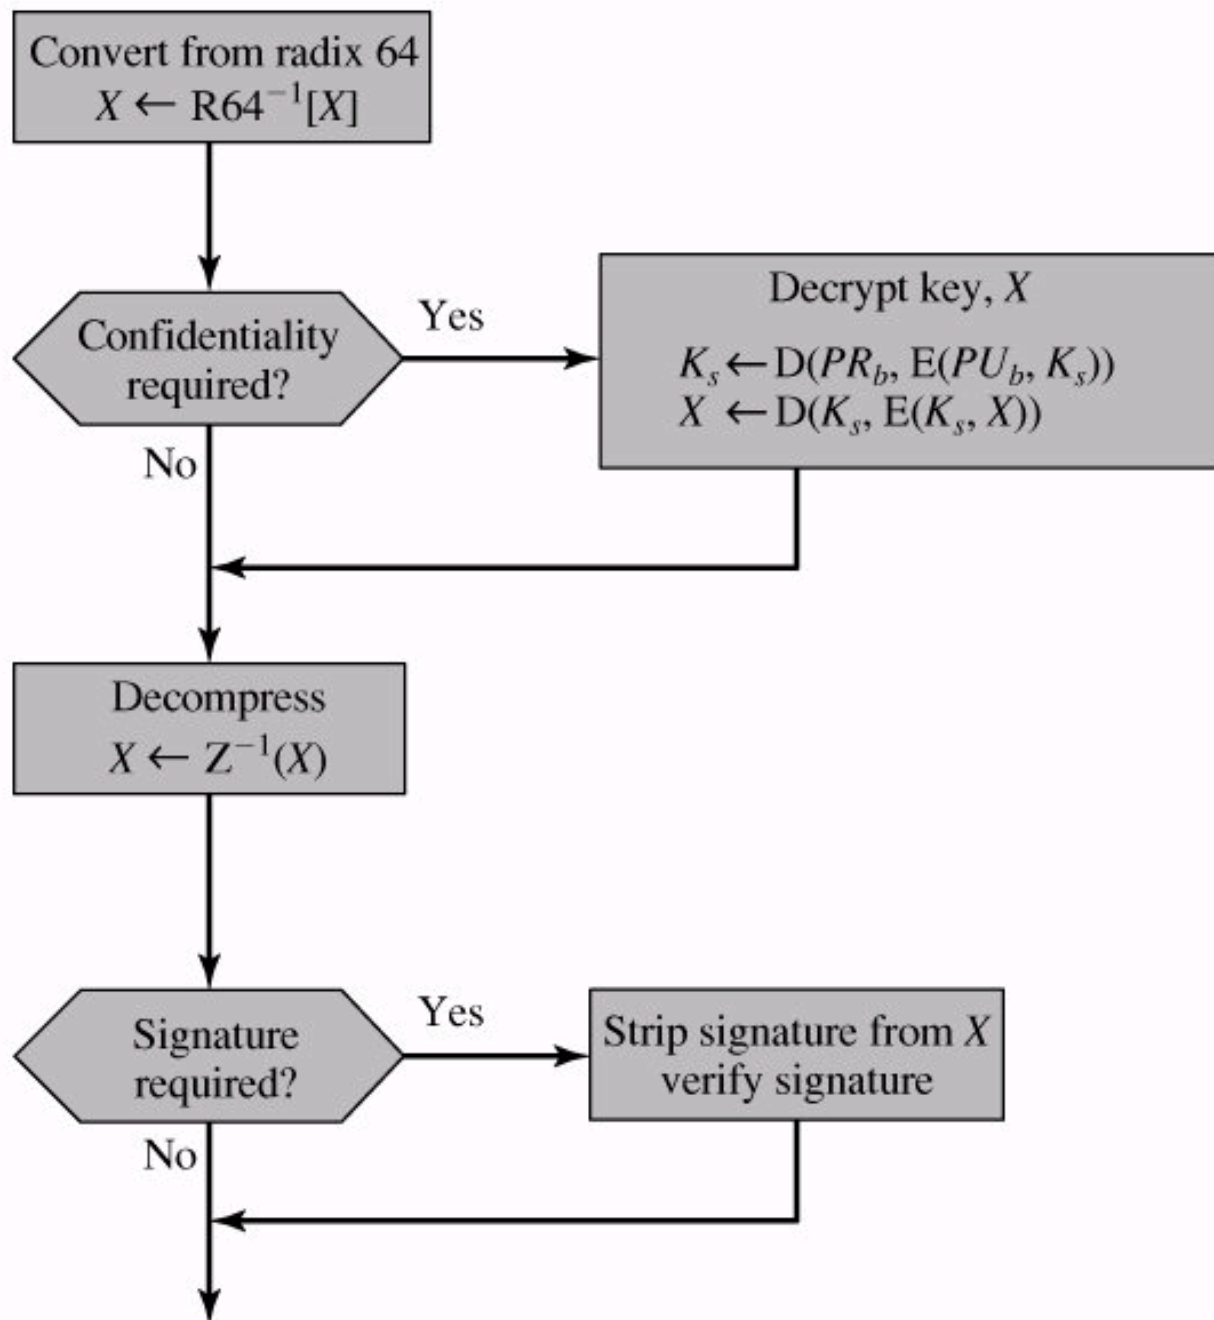 Convert from radix 64
X ← R64⁻¹[X]
Confidentiality
required?
Yes
No
Decrypt key, X
Kₛ ← D(PR_b, E(PU_b, Kₛ))
X ← D(Kₛ, E(Kₛ, X))
Decompress
X ← Z⁻¹(X)
Signature
required?
Yes
No
Strip signature from X
verify signature